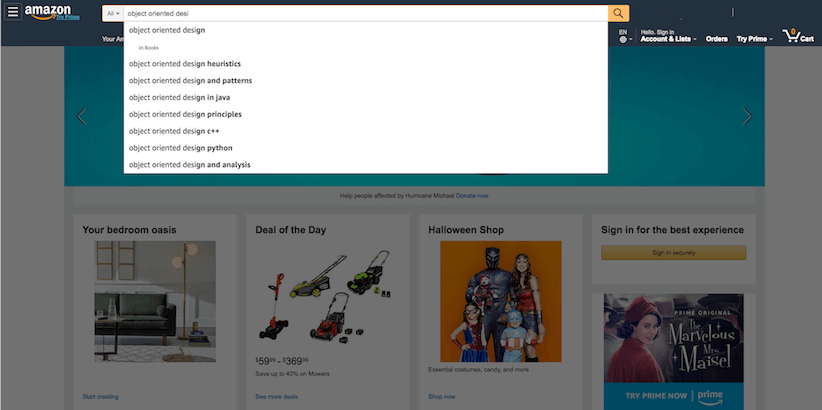 amazon
Try Prime
All
object oriented desi
object oriented design
in Books
object oriented design heuristics
object oriented design and patterns
object oriented design in java
object oriented design principles
object oriented design c++
object oriented design python
object oriented design and analysis
Your Am
EN
Hello. Sign in
Account & Lists
Orders
Try Prime
0
Cart
Help people affected by Hurricane Michael Donate now
Your bedroom oasis
Start creating
Deal of the Day
$5999 - $36999
Save up to 40% on Mowers
See more deals
Halloween Shop
Essential costumes, candy, and more
Shop now
Sign in for the best experience
Sign in securely
PRIME ORIGINAL
The
Marvelous
Mrs.
Maisel
TRY PRIME NOW | prime